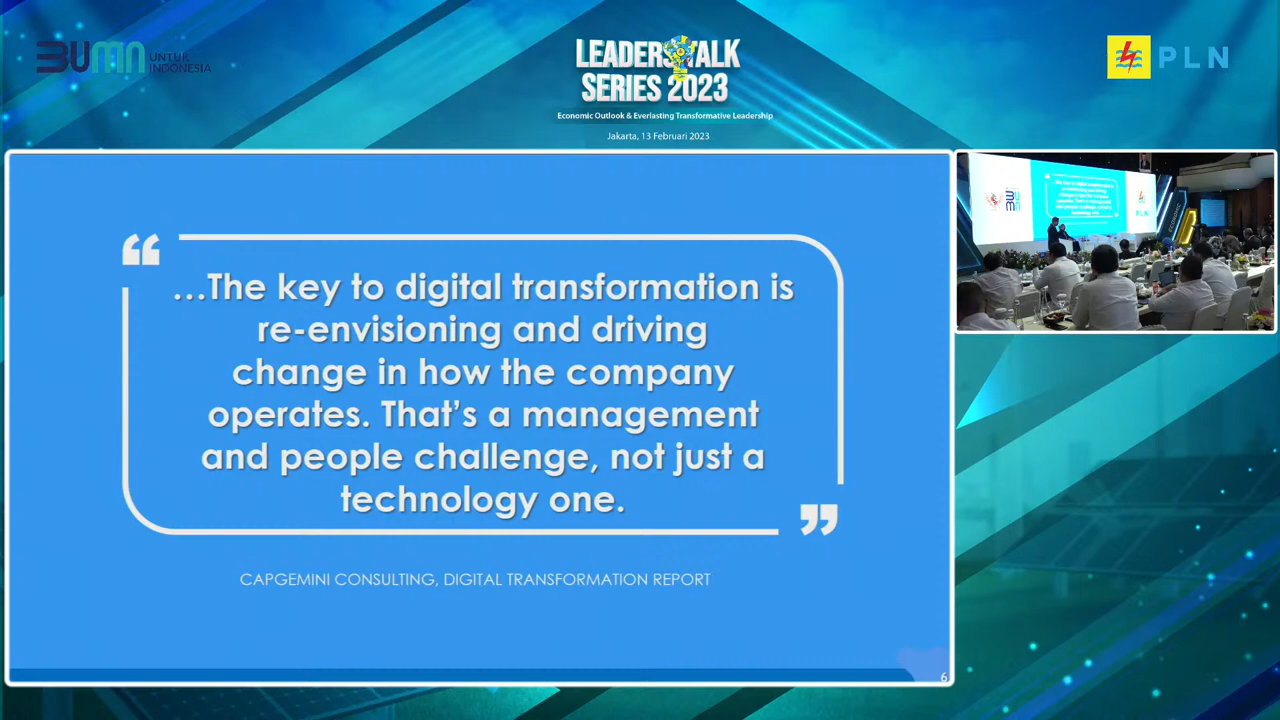 BUMN UNTUK
INDONESIA
LEADERS TALK
SERIES 2023
Economic Outlook & Everlasting Transformative Leadership
Jakarta, 13 Februari 2023
PLN
“
…The key to digital transformation is
re-envisioning and driving
change in how the company
operates. That’s a management
and people challenge, not just a
technology one.
”
CAPGEMINI CONSULTING, DIGITAL TRANSFORMATION REPORT
6
ECONOMIC
PLN